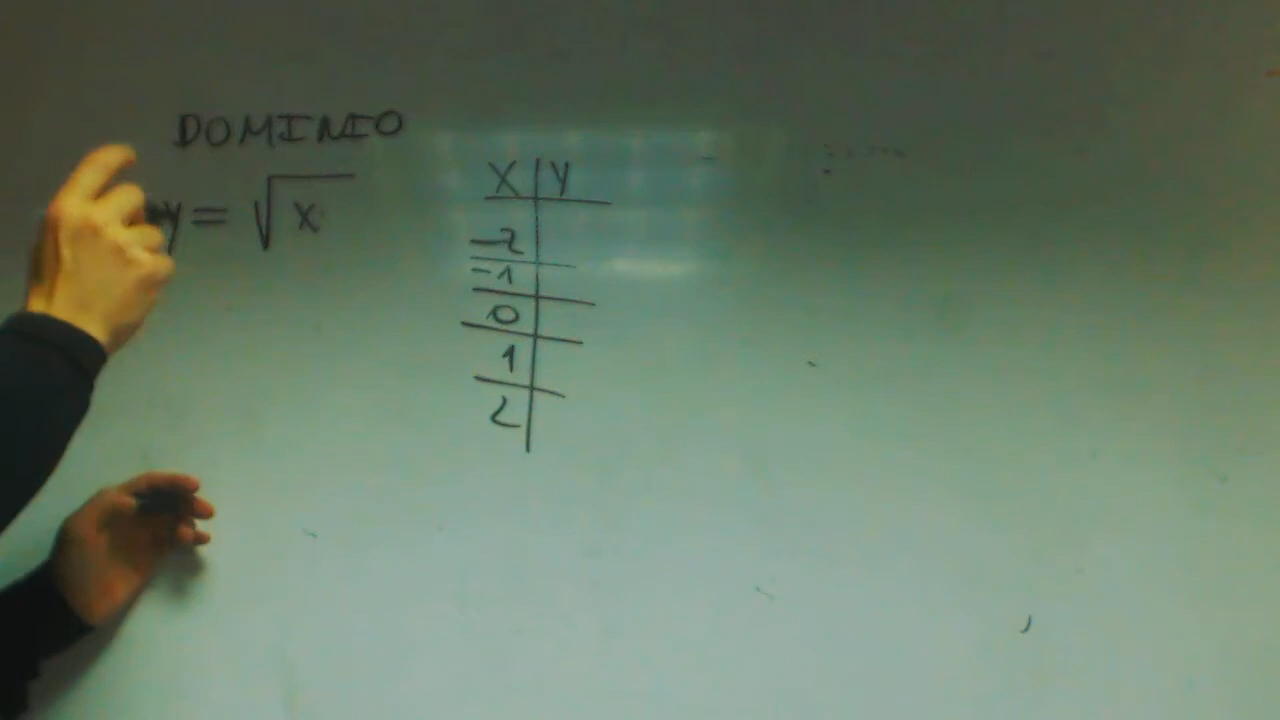 DOMINIO
y = √x
X | Y
-2
-1
0
1
2